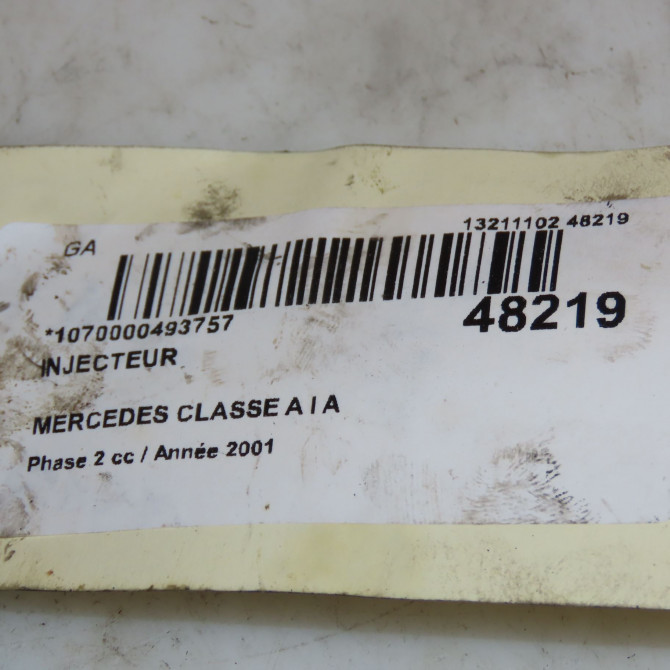 GA
13211102 48219
*1070000493757
48219
INJECTEUR
MERCEDES CLASSE A I A
Phase 2 cc / Année 2001